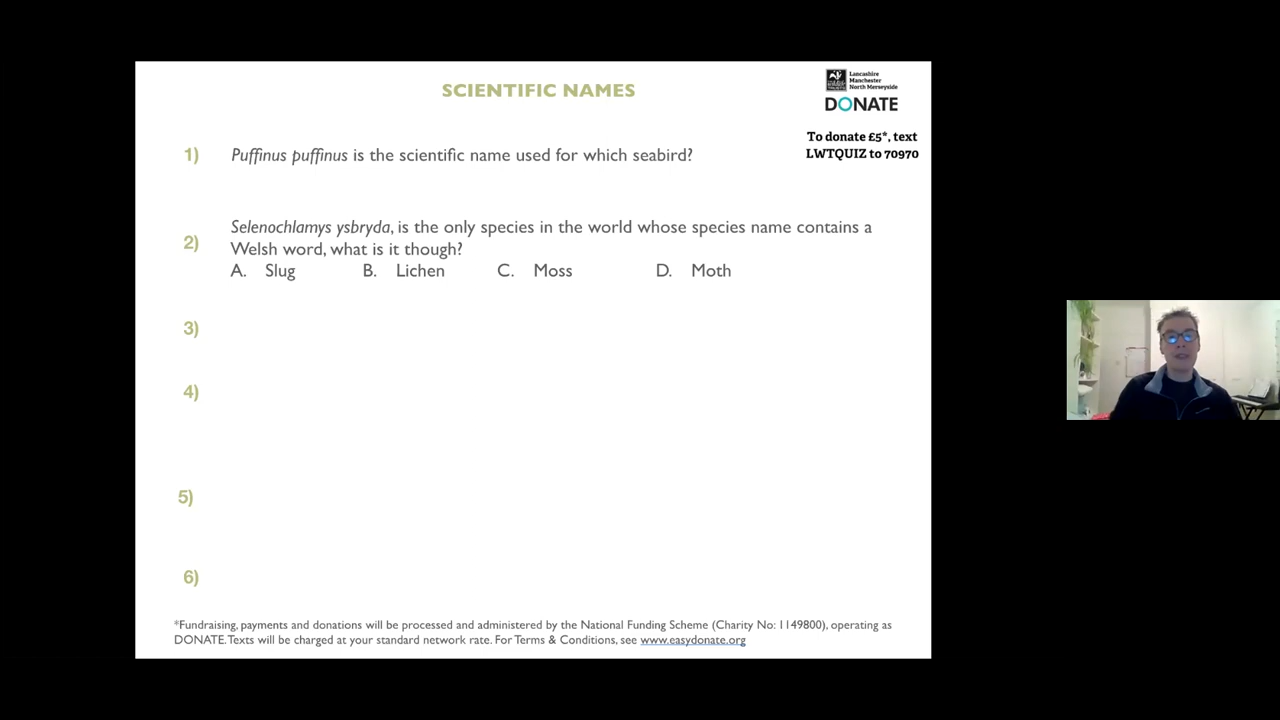 SCIENTIFIC NAMES
Lancashire
Manchester
North Merseyside
DONATE
To donate £5*, text
LWTQUIZ to 70970
1) Puffinus puffinus is the scientific name used for which seabird?
2) Selenochlamys ysbryda, is the only species in the world whose species name contains a
Welsh word, what is it though?
A. Slug B. Lichen C. Moss D. Moth
3)
4)
5)
6)
*Fundraising, payments and donations will be processed and administered by the National Funding Scheme (Charity No: 1149800), operating as
DONATE. Texts will be charged at your standard network rate. For Terms & Conditions, see www.easydonate.org